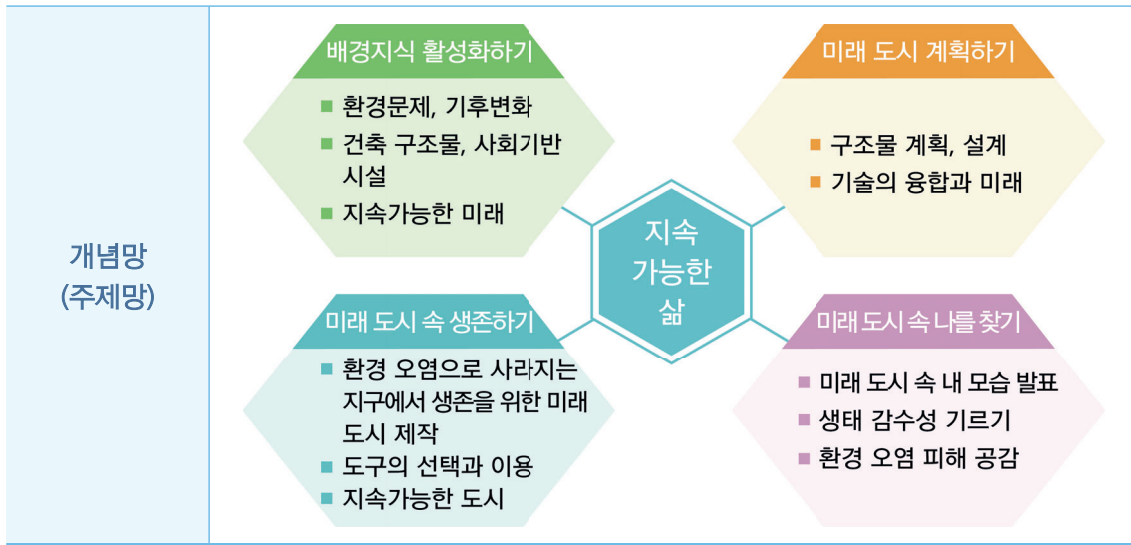 개념망
(주제망)
배경지식 활성화하기
■ 환경문제, 기후변화
■ 건축 구조물, 사회기반
시설
■ 지속가능한 미래
미래 도시 계획하기
■ 구조물 계획, 설계
■ 기술의 융합과 미래
지속
가능한
삶
미래 도시 속 생존하기
■ 환경 오염으로 사라지는
지구에서 생존을 위한 미래
도시 제작
■ 도구의 선택과 이용
■ 지속가능한 도시
미래 도시 속 나를 찾기
■ 미래 도시 속 내 모습 발표
■ 생태 감수성 기르기
■ 환경 오염 피해 공감